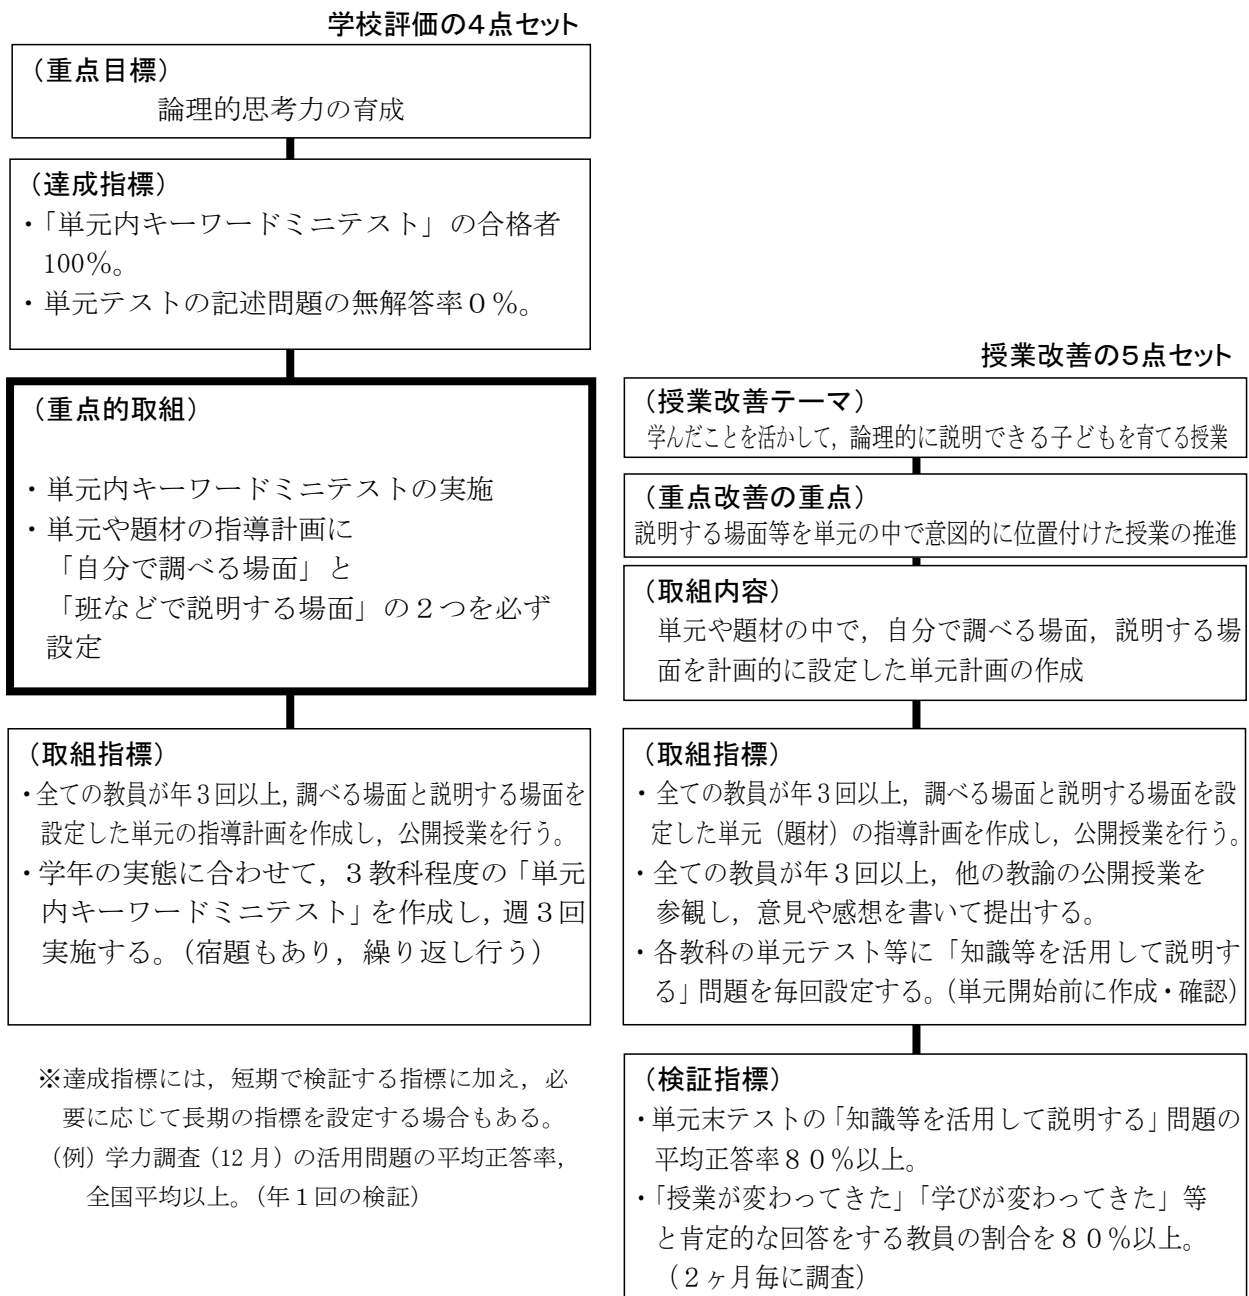 学校評価の4点セット
（重点目標）
論理的思考力の育成
（達成指標）
・「単元内キーワードミニテスト」の合格者
100％。
・単元テストの記述問題の無解答率０％。
（重点的取組）
・単元内キーワードミニテストの実施
・単元や題材の指導計画に
「自分で調べる場面」と
「班などで説明する場面」の２つを必ず
設定
（取組指標）
・全ての教員が年３回以上，調べる場面と説明する場面を
設定した単元の指導計画を作成し，公開授業を行う。
・学年の実態に合わせて，３教科程度の「単元
内キーワードミニテスト」を作成し，週３回
実施する。（宿題もあり，繰り返し行う）
※達成指標には，短期で検証する指標に加え，必
要に応じて長期の指標を設定する場合もある。
（例）学力調査（12 月）の活用問題の平均正答率，
全国平均以上。（年１回の検証）
授業改善の5点セット
（授業改善テーマ）
学んだことを活かして，論理的に説明できる子どもを育てる授業
（重点改善の重点）
説明する場面等を単元の中で意図的に位置付けた授業の推進
（取組内容）
単元や題材の中で，自分で調べる場面，説明する場
面を計画的に設定した単元計画の作成
（取組指標）
・全ての教員が年３回以上，調べる場面と説明する場面を設
定した単元（題材）の指導計画を作成し，公開授業を行う。
・全ての教員が年３回以上，他の教諭の公開授業を
参観し，意見や感想を書いて提出する。
・各教科の単元テスト等に「知識等を活用して説明す
る」問題を毎回設定する。（単元開始前に作成・確認）
（検証指標）
・単元末テストの「知識等を活用して説明する」問題の
平均正答率８０％以上。
・「授業が変わってきた」「学びが変わってきた」等
と肯定的な回答をする教員の割合を８０％以上。
（２ヶ月毎に調査）